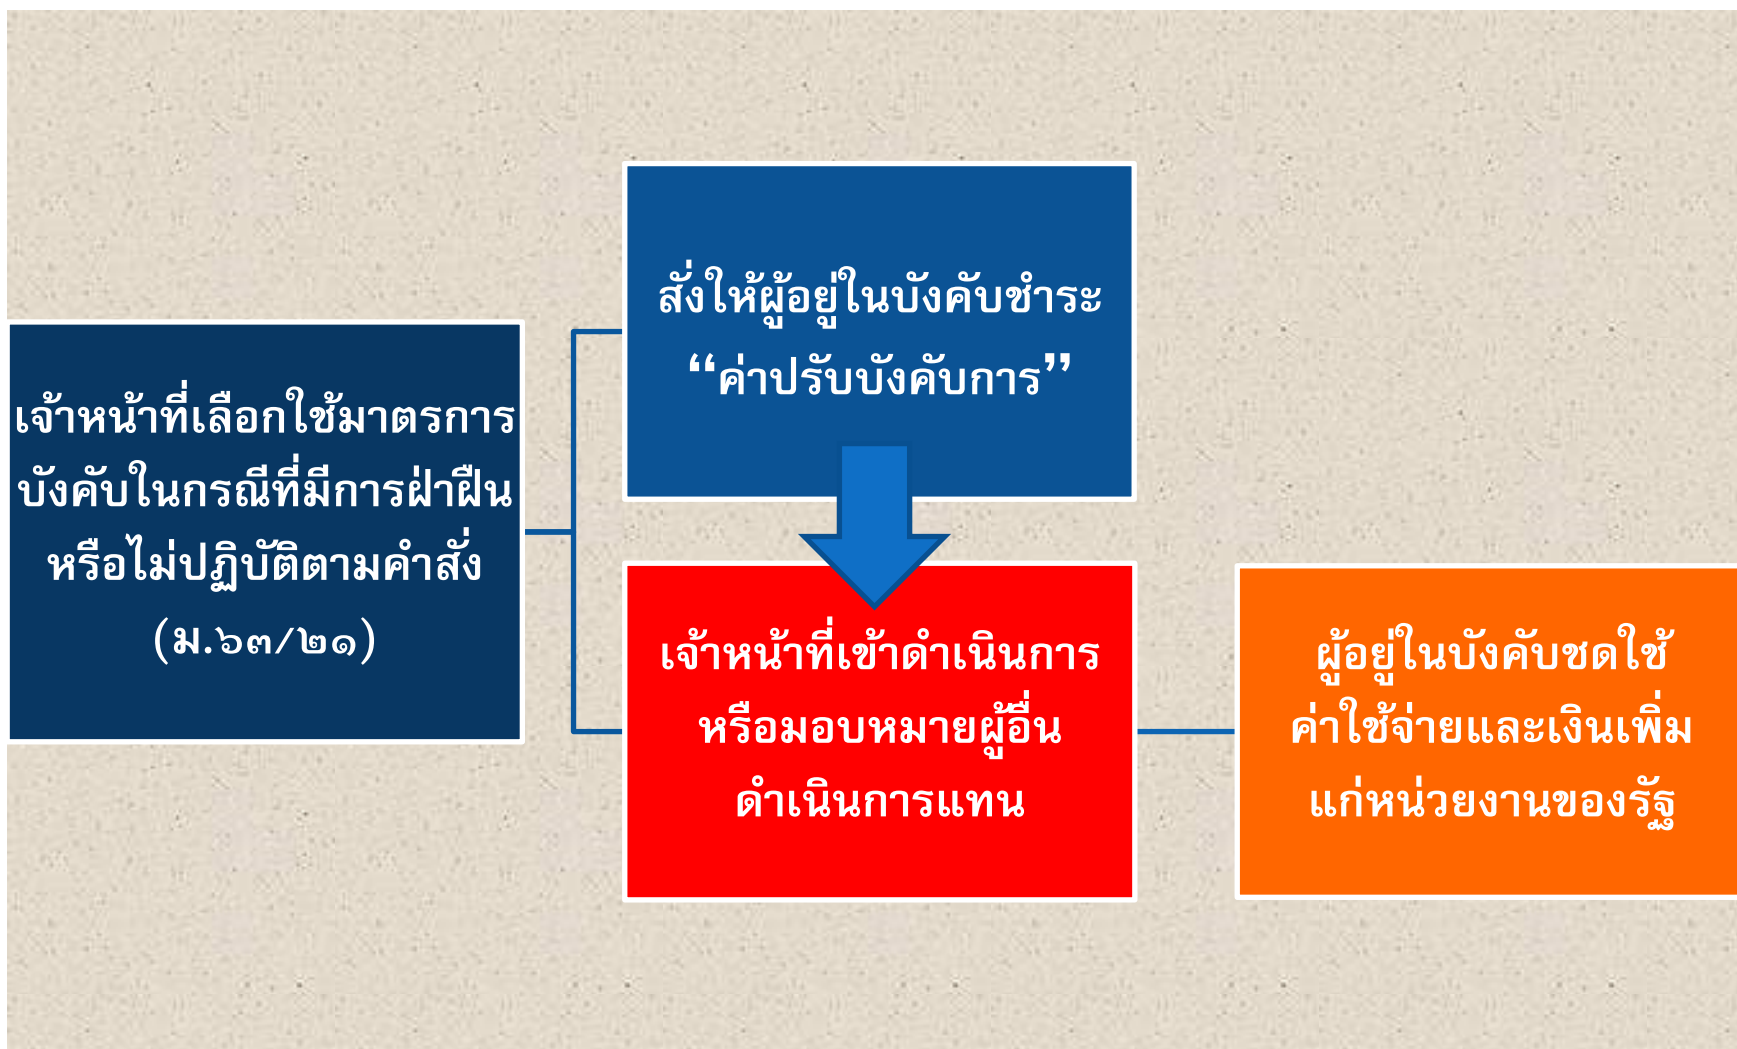 เจ้าหน้าที่เลือกใช้มาตรการ
บังคับในกรณีที่มีการฝ่าฝืน
หรือไม่ปฏิบัติตามคำสั่ง
(ม.๖๓/๒๑)
สั่งให้ผู้อยู่ในบังคับชำระ
“ค่าปรับบังคับการ”
เจ้าหน้าที่เข้าดำเนินการ
หรือมอบหมายผู้อื่น
ดำเนินการแทน
ผู้อยู่ในบังคับชดใช้
ค่าใช้จ่ายและเงินเพิ่ม
แก่หน่วยงานของรัฐ